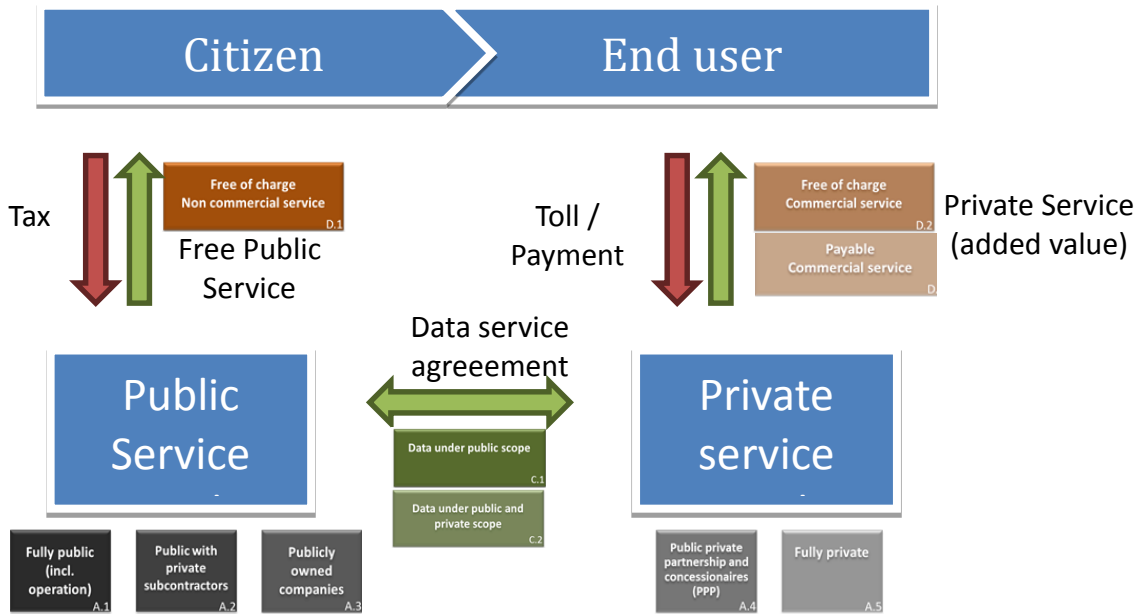 Citizen
End user
Tax
Free of charge
Non commercial service
D.1
Free Public
Service
Toll /
Payment
Free of charge
Commercial service
D.2
Payable
Commercial service
D.
Private Service
(added value)
Data service
agreeement
Public
Service
Private
service
Data under public scope
C.1
Data under public and
private scope
C.2
Fully public
(incl.
operation)
A.1
Public with
private
subcontractors
A.2
Publicly
owned
companies
A.3
Public private
partnership and
concessionaires
(PPP)
A.4
Fully private
A.5